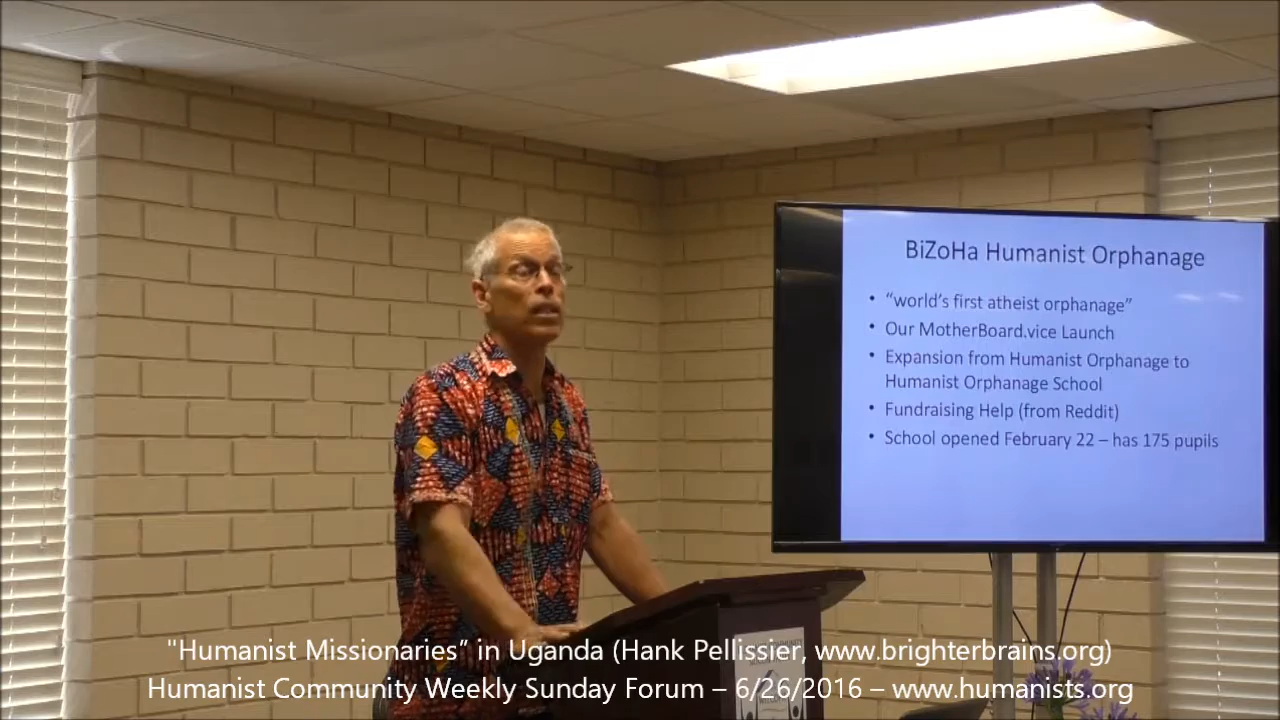 BiZoHa Humanist Orphanage
• “world’s first atheist orphanage”
• Our MotherBoard.vice Launch
• Expansion from Humanist Orphanage to
Humanist Orphanage School
• Fundraising Help (from Reddit)
• School opened February 22 – has 175 pupils
"Humanist Missionaries” in Uganda (Hank Pellissier, www.brighterbrains.org)
Humanist Community Weekly Sunday Forum – 6/26/2016 – www.humanists.org